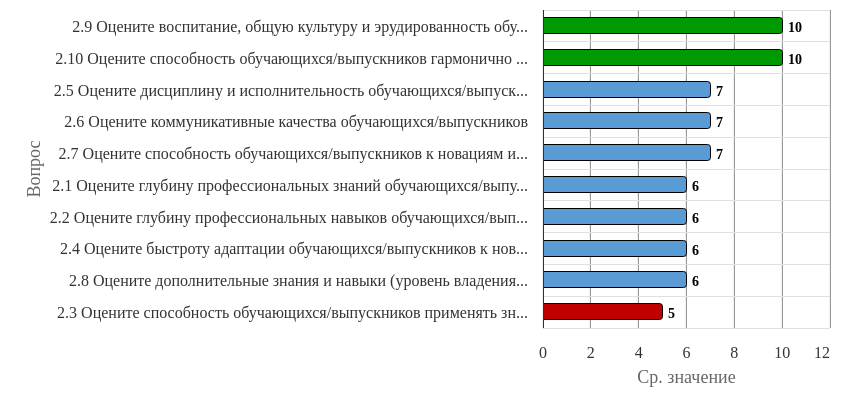 2.9 Оцените воспитание, общую культуру и эрудированность обу... 10
2.10 Оцените способность обучающихся/выпускников гармонично ... 10
2.5 Оцените дисциплину и исполнительность обучающихся/выпуск... 7
2.6 Оцените коммуникативные качества обучающихся/выпускников 7
2.7 Оцените способность обучающихся/выпускников к новациям и... 7
2.1 Оцените глубину профессиональных знаний обучающихся/выпу... 6
2.2 Оцените глубину профессиональных навыков обучающихся/вып... 6
2.4 Оцените быстроту адаптации обучающихся/выпускников к нов... 6
2.8 Оцените дополнительные знания и навыки (уровень владения... 6
2.3 Оцените способность обучающихся/выпускников применять зн... 5
Вопрос
0 2 4 6 8 10 12
Ср. значение